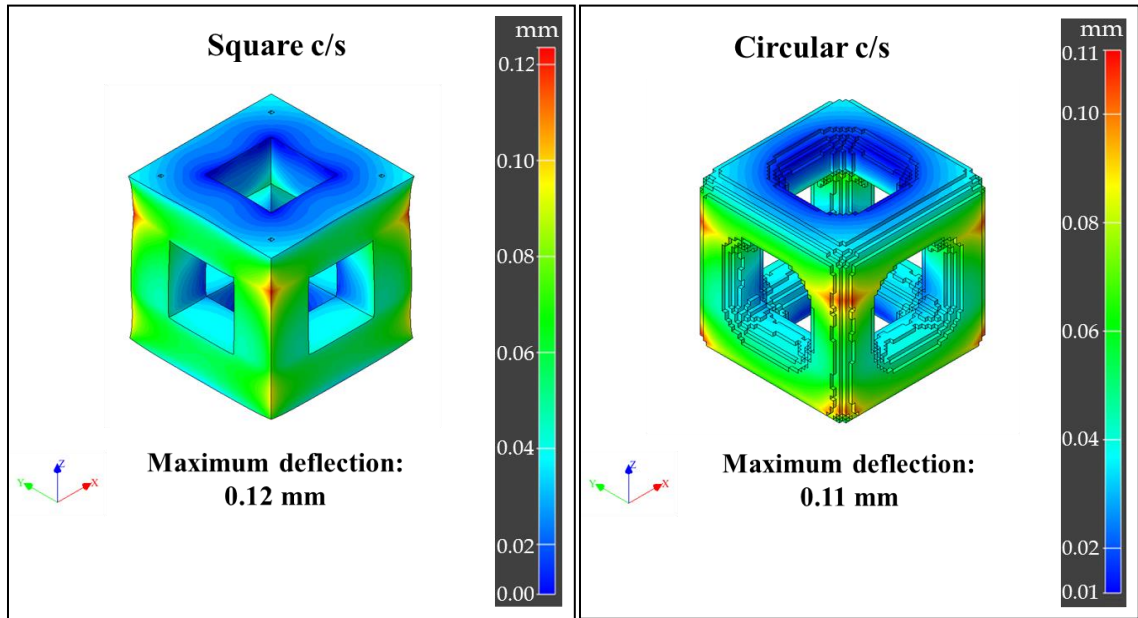 Square c/s
mm
0.12
0.10
0.08
0.06
0.04
0.02
0.00
Z
Y
X
Maximum deflection:
0.12 mm
Circular c/s
mm
0.11
0.10
0.08
0.06
0.04
0.02
0.01
Z
Y
X
Maximum deflection:
0.11 mm